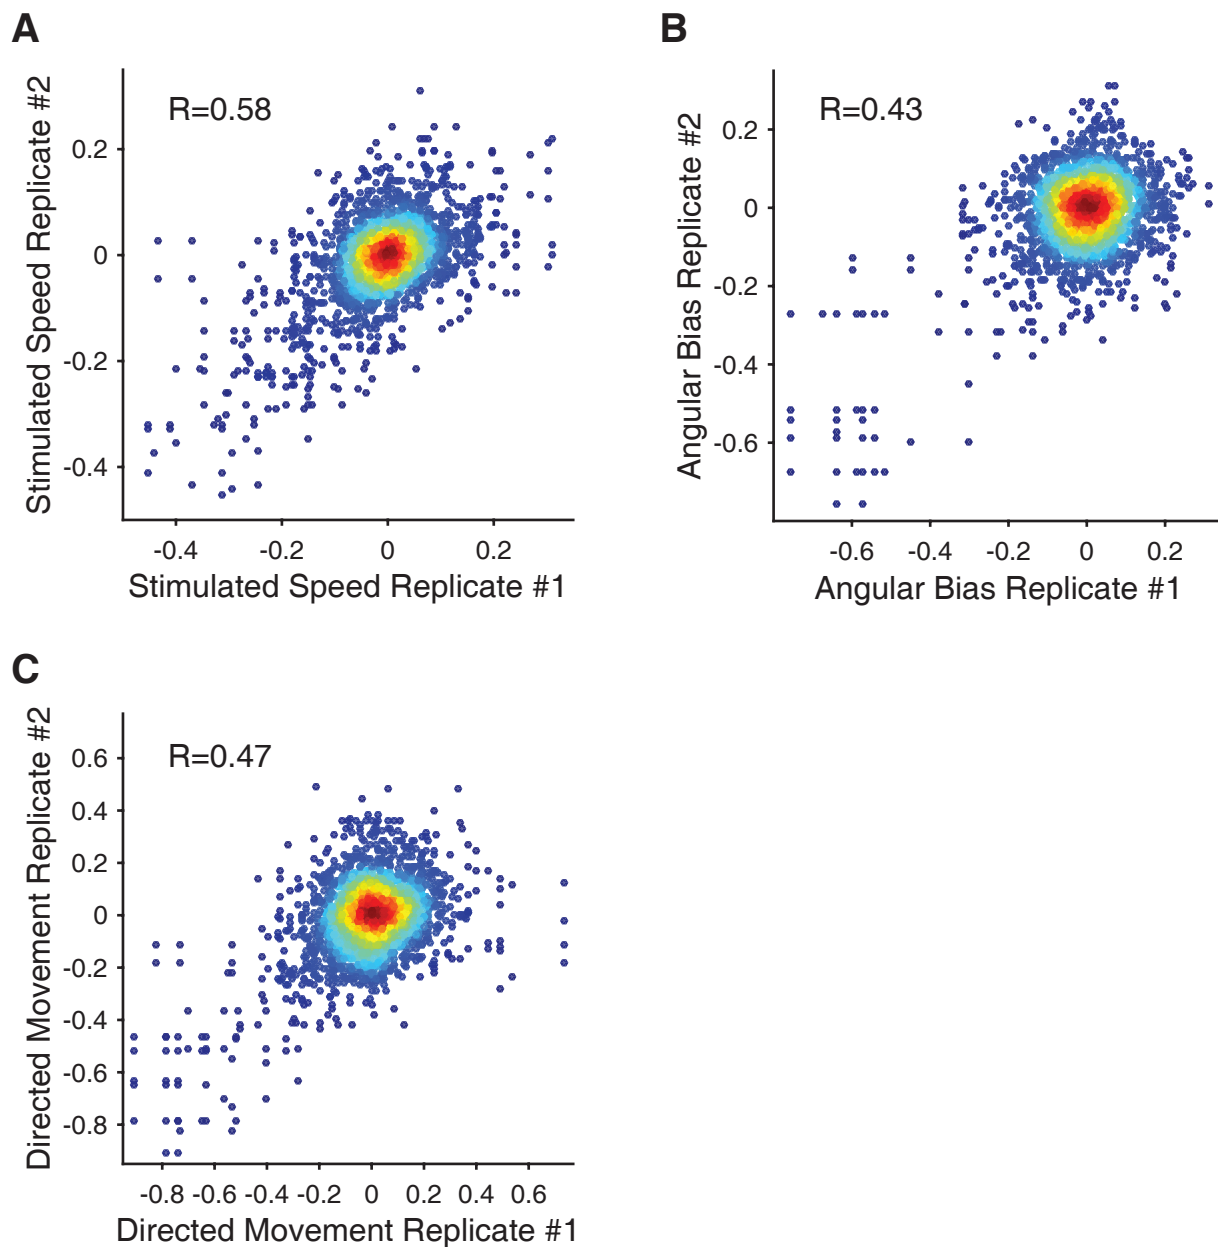 A
Stimulated Speed Replicate #2
R=0.58
0.2
0
-0.2
-0.4
-0.4 -0.2 0 0.2
Stimulated Speed Replicate #1
B
Angular Bias Replicate #2
R=0.43
0.2
0
-0.2
-0.4
-0.6
-0.6 -0.4 -0.2 0 0.2
Angular Bias Replicate #1
C
Directed Movement Replicate #2
R=0.47
0.6
0.4
0.2
0
-0.2
-0.4
-0.6
-0.8
-0.8 -0.6 -0.4 -0.2 0 0.2 0.4 0.6
Directed Movement Replicate #1